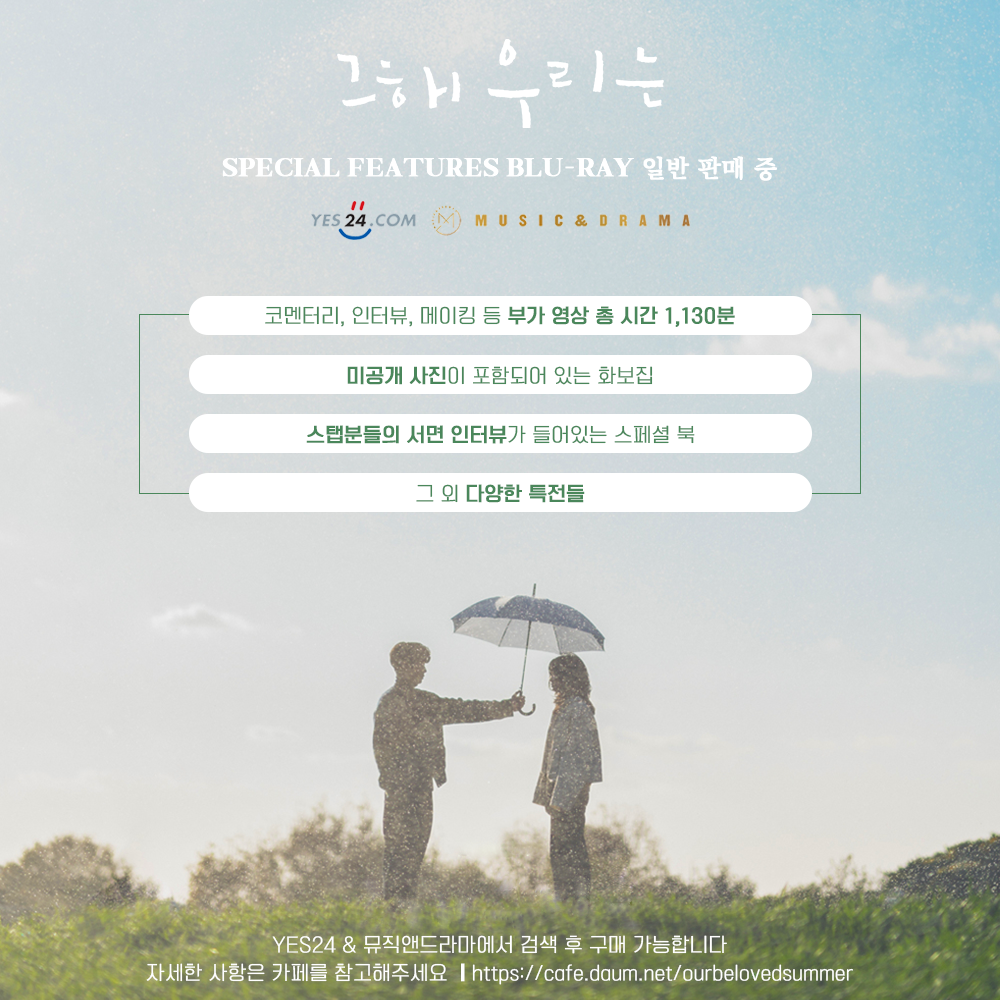 그 해 우리는
SPECIAL FEATURES BLU-RAY 일반 판매 중
YES24.COM M MUSIC & DRAMA
코멘터리, 인터뷰, 메이킹 등 부가 영상 총 시간 1,130분
미공개 사진이 포함되어 있는 화보집
스탭분들의 서면 인터뷰가 들어있는 스페셜 북
그 외 다양한 특전들
YES24 & 뮤직앤드라마에서 검색 후 구매 가능합니다
자세한 사항은 카페를 참고해주세요 | https://cafe.daum.net/ourbelovedsummer